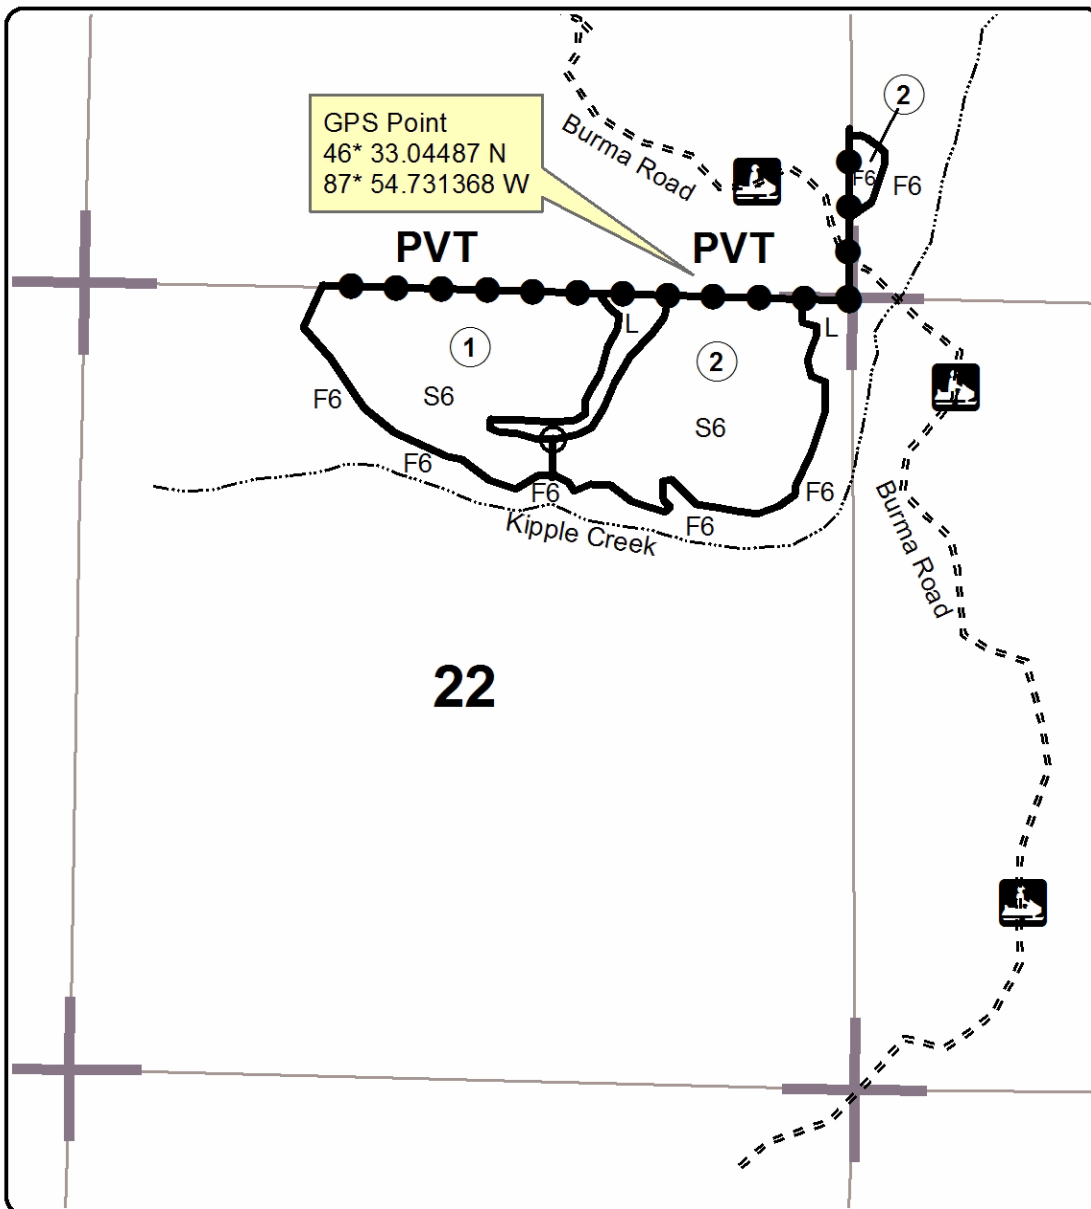 2
GPS Point
46* 33.04487 N
87* 54.731368 W
Burma Road
F6
F6
PVT
PVT
L
L
1
2
F6
S6
S6
F6
F6
F6
F6
Kipple Creek
Burma Road
22